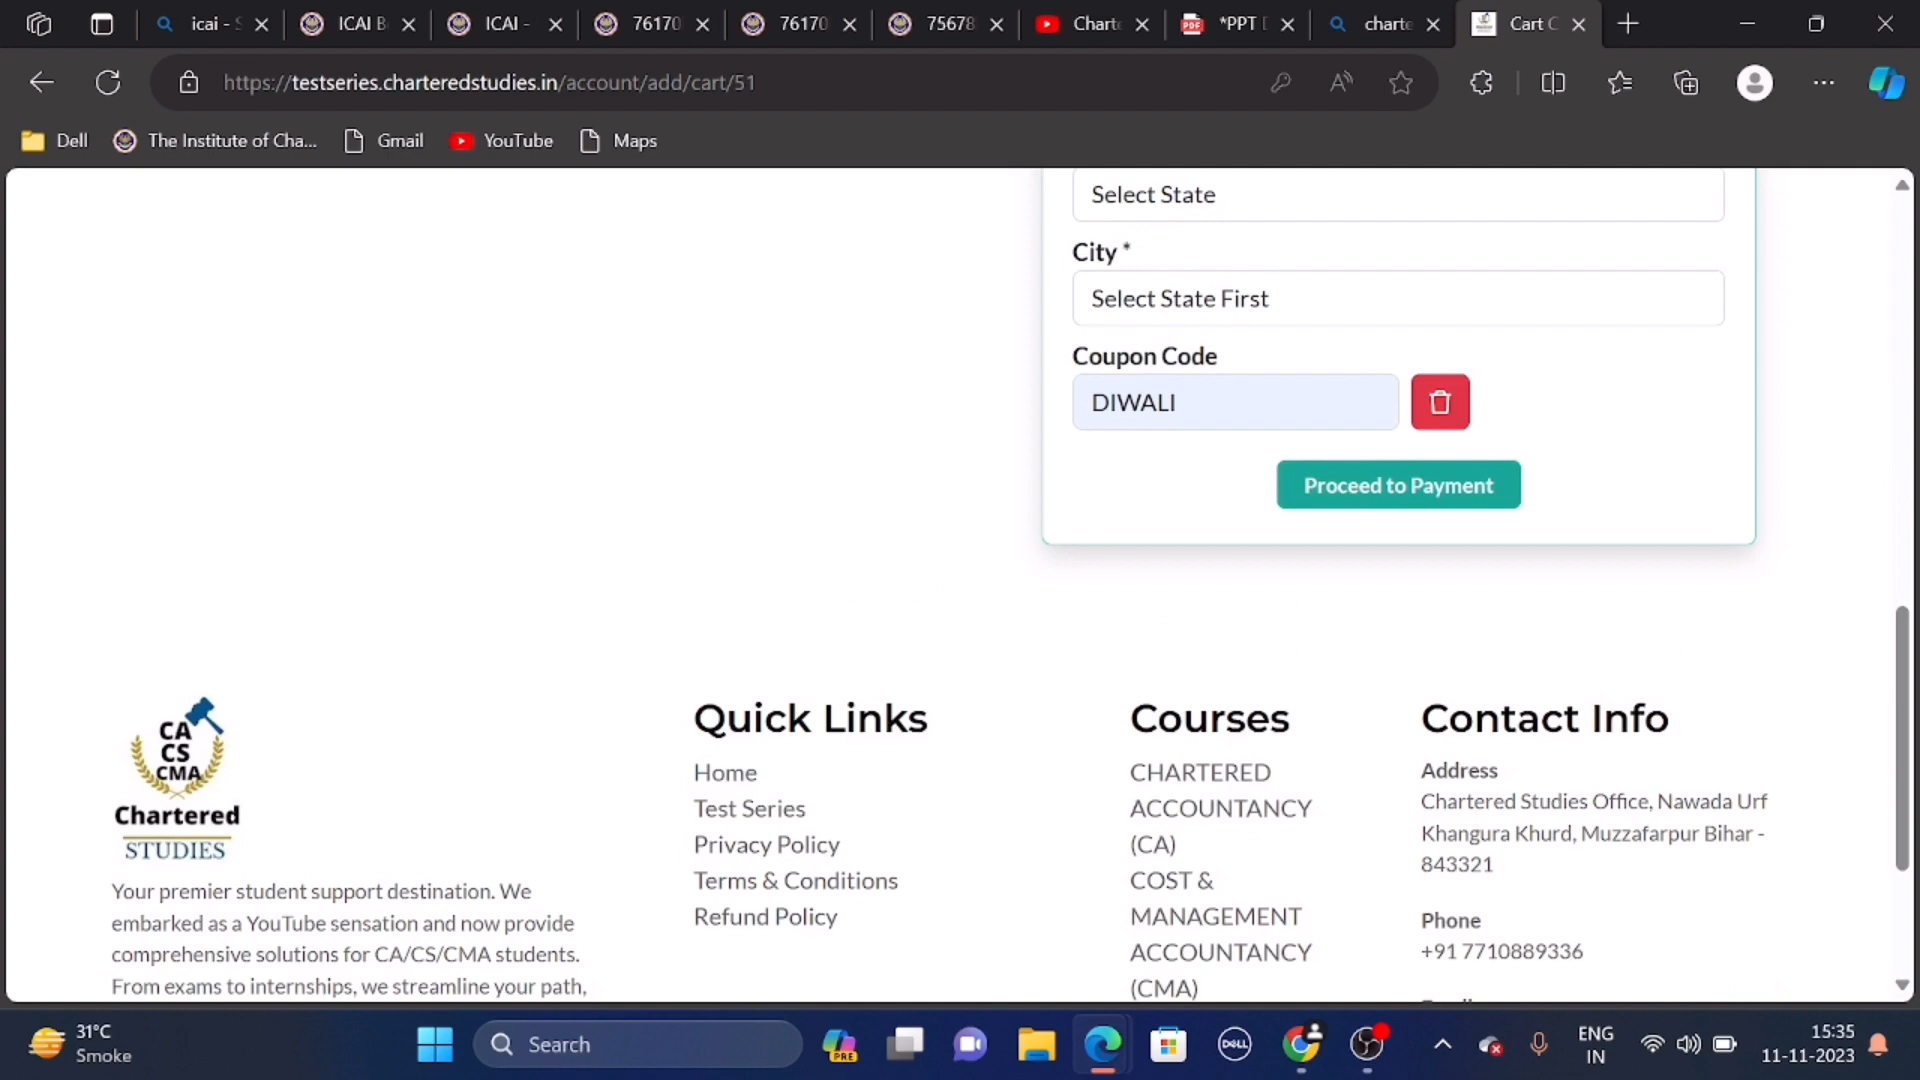 icai - S
ICAI B
ICAI -
76170
76170
75678
Charte
*PPT
charte
Cart C
https://testseries.charteredstudies.in/account/add/cart/51
Dell
The Institute of Cha...
Gmail
YouTube
Maps
Select State
City *
Select State First
Coupon Code
DIWALI
Proceed to Payment
CA
CS
CMA
Chartered
STUDIES
Your premier student support destination. We
embarked as a YouTube sensation and now provide
comprehensive solutions for CA/CS/CMA students.
From exams to internships, we streamline your path,
Quick Links
Home
Test Series
Privacy Policy
Terms & Conditions
Refund Policy
Courses
CHARTERED
ACCOUNTANCY
(CA)
COST &
MANAGEMENT
ACCOUNTANCY
(CMA)
Contact Info
Address
Chartered Studies Office, Nawada Urf
Khangura Khurd, Muzzafarpur Bihar -
843321
Phone
+91 7710889336
31°C
Smoke
Search
PRE
DELL
ENG
IN
15:35
11-11-2023